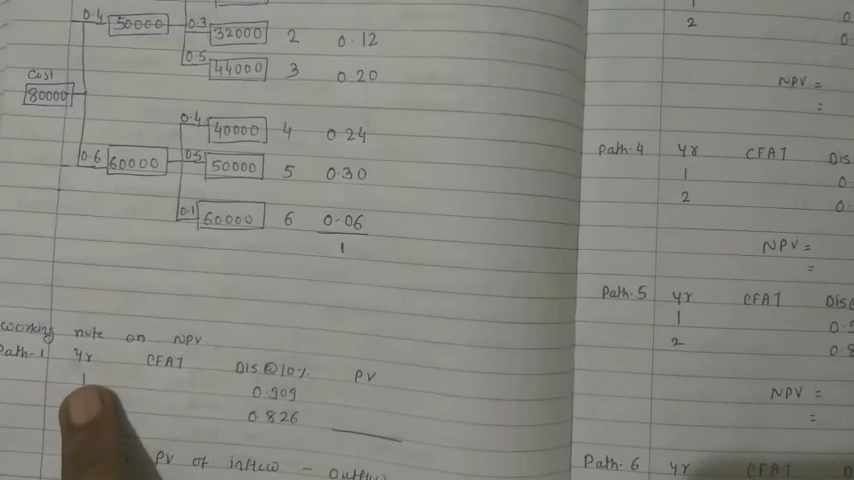 0.4 50000 0.3 32000 2 0.12
0.5 44000 3 0.20
Cost
80000
0.4 40000 4 0.24
0.6 60000 0.5 50000 5 0.30
0.1 60000 6 0.06
1
working note on NPV
Path-1 Yr CFAT Dis@10% PV
1 0.909
0.826
PV of inflow - outflow
2 0.
NPV =
=
Path-4 Yr CFAT Dis
1 0.
2 0.
NPV =
=
Path-5 Yr CFAT Dis@
1 0.9
2 0.8
NPV =
=
Path-6 Yr CFAT Dis